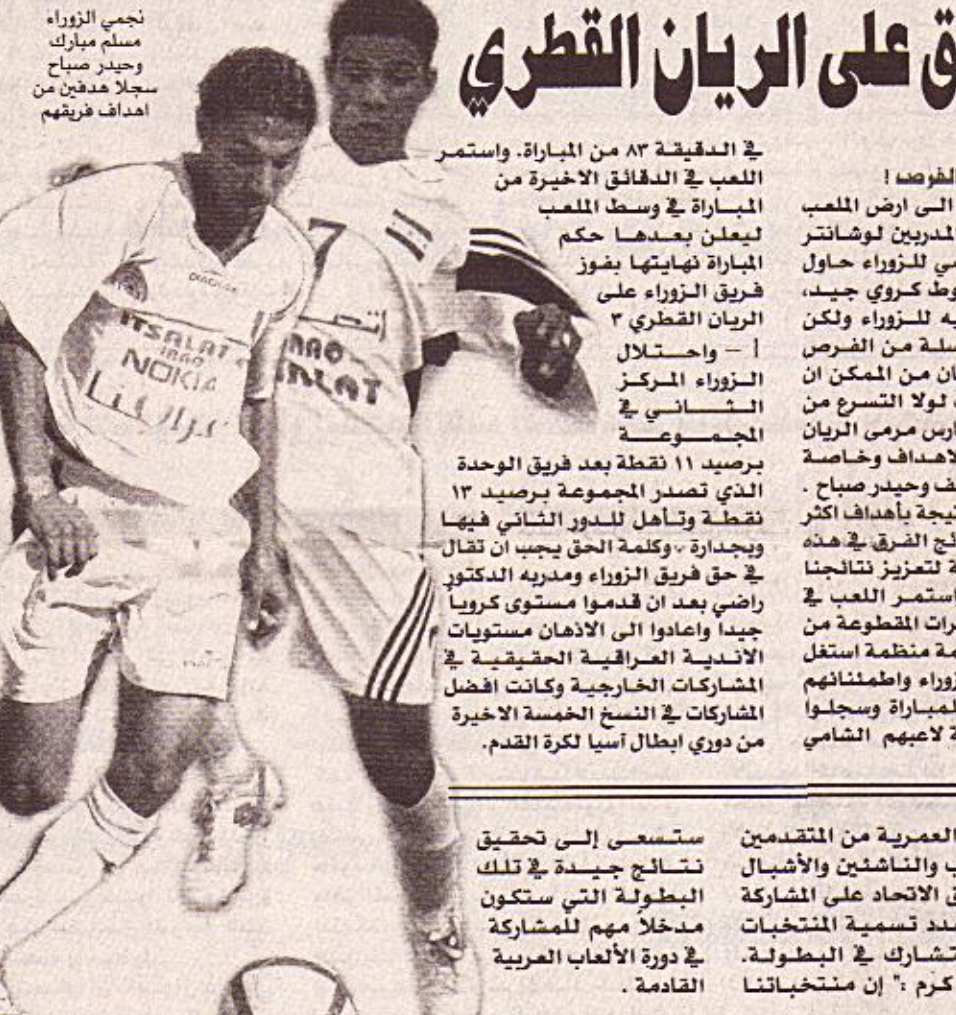 نجمي الزوراء
مسلم مبارك
وحيدر صباح
سجلا هدفين من
اهداف فريقهم
ق على الريان القطري
الفرص !
الى ارض الملعب
لمدربين لوشانتر
مي للزوراء حاول
وط كروي جيد،
يه للزوراء ولكن
سلة من الفرص
ان من الممكن ان
لولا التسرع من
ارس مرمى الريان
لاهداف وخاصة
ف وحيدر صباح .
تيجة بأهداف اكثر
ئج الفرق في هذه
ة لتعزيز نتائجنا
استمر اللعب في
رات المقطوعة من
مة منظمة استغل
زوراء واطمئنانهم
لمباراة وسجلوا
ة لاعبهم الشامي
في الدقيقة ٨٣ من المباراة. واستمر
اللعب في الدقائق الاخيرة من
المباراة في وسط الملعب
ليعلن بعدها حكم
المباراة نهايتها بفوز
فريق الزوراء على
الريان القطري ٣
أ – واحتلال
الزوراء المركز
الثاني في
المجموعة
برصيد ١١ نقطة بعد فريق الوحدة
الذي تصدر المجموعة برصيد ١٣
نقطة وتأهل للدور الثاني فيها
وبجدارة ، وكلمة الحق يجب ان تقال
في حق فريق الزوراء ومدربه الدكتور
راضي بعد ان قدموا مستوى كروياً
جيدا واعادوا الى الاذهان مستويات
الاندية العراقية الحقيقية في
المشاركات الخارجية وكانت افضل
المشاركات في النسخ الخمسة الاخيرة
من دوري ابطال آسيا لكرة القدم.
العمرية من المتقدمين
ب والناشئين والأشبال
ق الاتحاد على المشاركة
دد تسمية المنتخبات
تشارك في البطولة.
كرم :" إن منتخباتنا
ستسعى إلى تحقيق
نتائج جيدة في تلك
البطولة التي ستكون
مدخلاً مهم للمشاركة
في دورة الألعاب العربية
القادمة .
DIADORA
ITSALAT
IRAQ
NOKIA
عراقنا
7